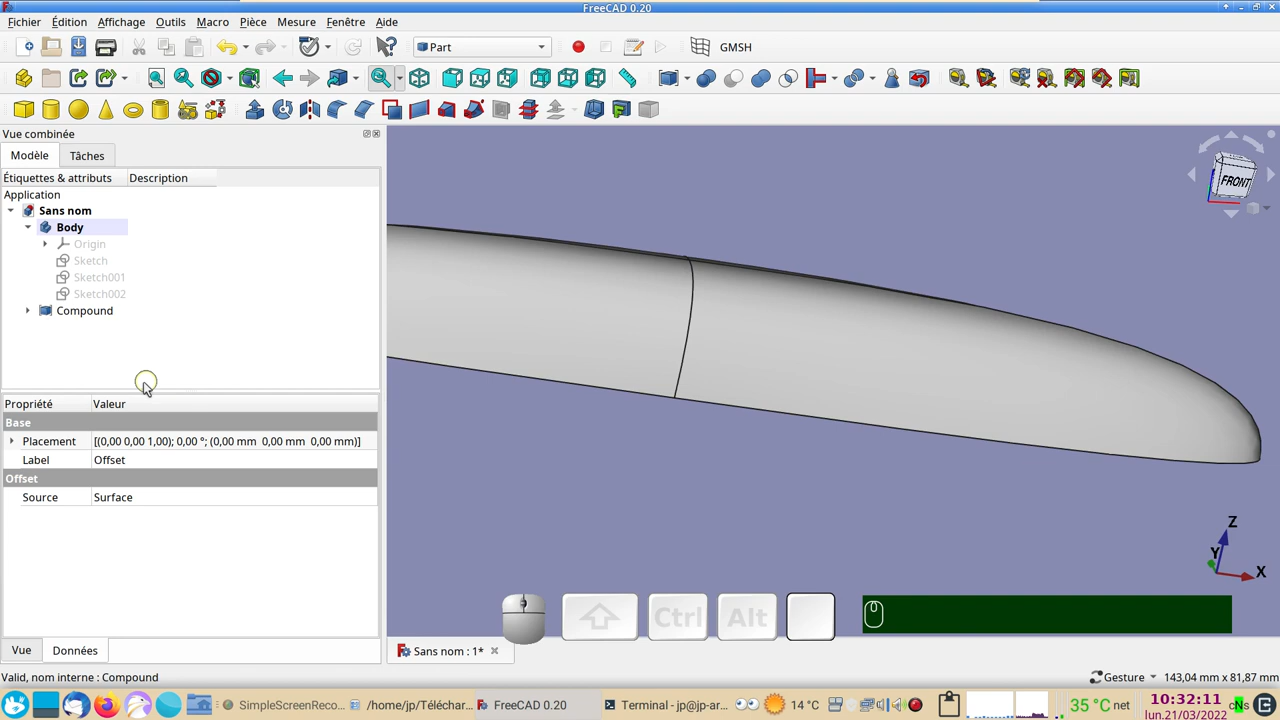 FreeCAD 0.20
Fichier Édition Affichage Outils Macro Pièce Mesure Fenêtre Aide
Part
GMSH
Vue combinée
Modèle Tâches
Étiquettes & attributs Description
Application
Sans nom
Body
Origin
Sketch
Sketch001
Sketch002
Compound
FRONT
Propriété Valeur
Base
Placement [(0,00 0,00 1,00); 0,00 °; (0,00 mm 0,00 mm 0,00 mm)]
Label Offset
Offset
Source Surface
Z
Y
X
Ctrl Alt
Vue Données
Sans nom : 1*
Valid, nom interne : Compound
Gesture 143,04 mm x 81,87 mm
SimpleScreenReco... /home/jp/Téléchar... FreeCAD 0.20 Terminal - jp@jp-ar... 14 °C 35 °C net 10:32:11
lun.21/03/2022